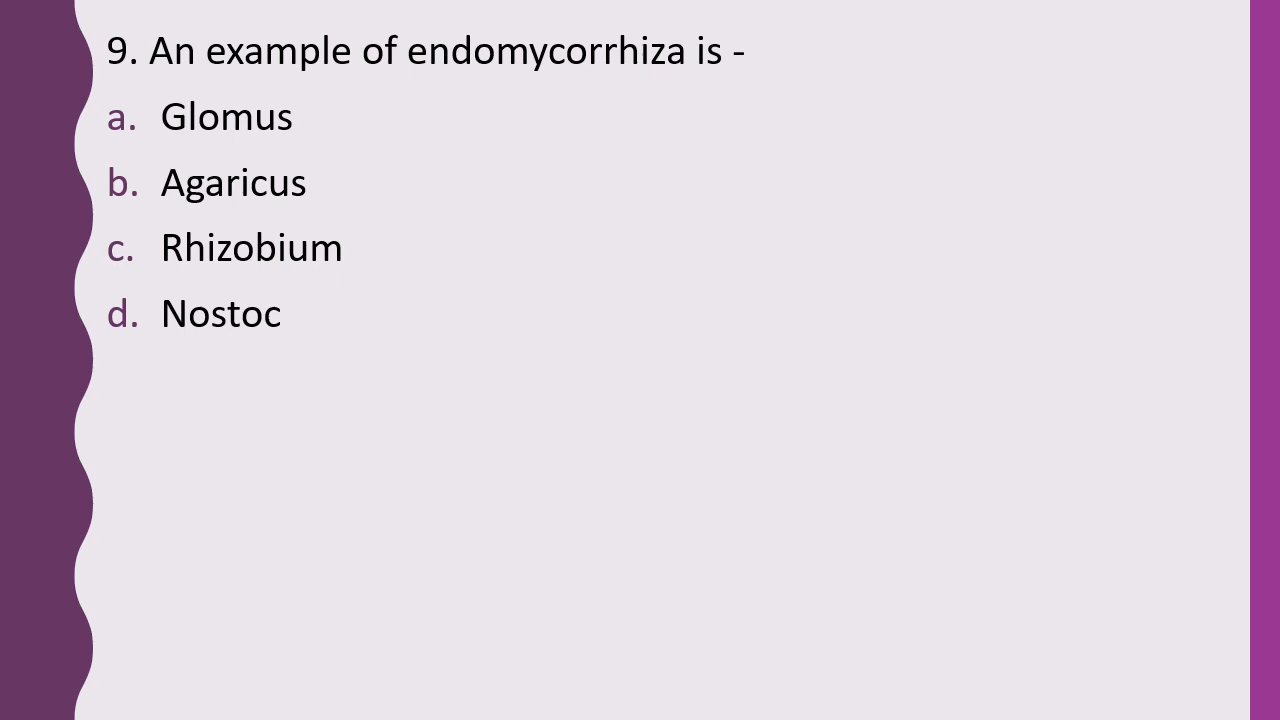 9. An example of endomycorrhiza is -
a. Glomus
b. Agaricus
c. Rhizobium
d. Nostoc